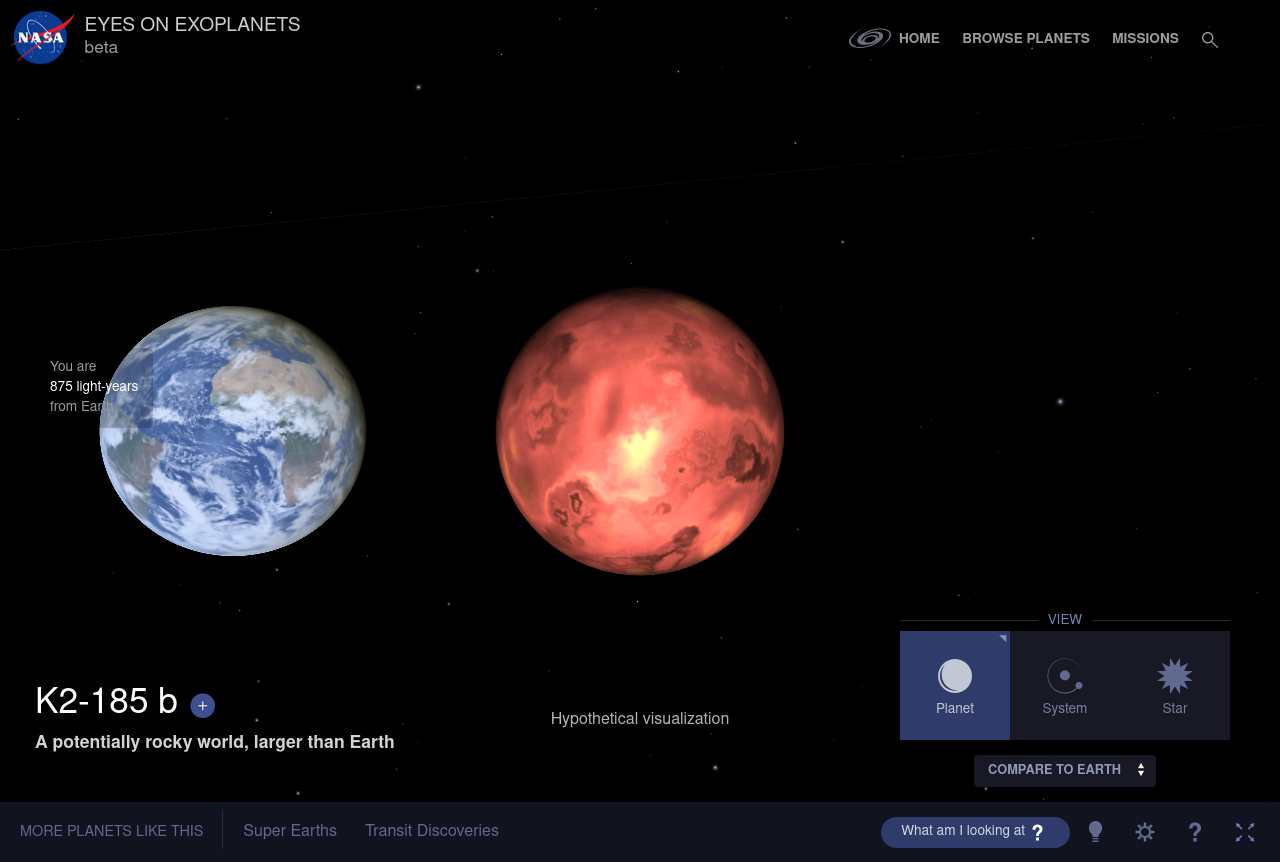 NASA
EYES ON EXOPLANETS
beta
HOME
BROWSE PLANETS
MISSIONS
You are
875 light-years
from Earth
K2-185 b +
A potentially rocky world, larger than Earth
Hypothetical visualization
VIEW
Planet
System
Star
COMPARE TO EARTH
MORE PLANETS LIKE THIS
Super Earths
Transit Discoveries
What am I looking at ?
?